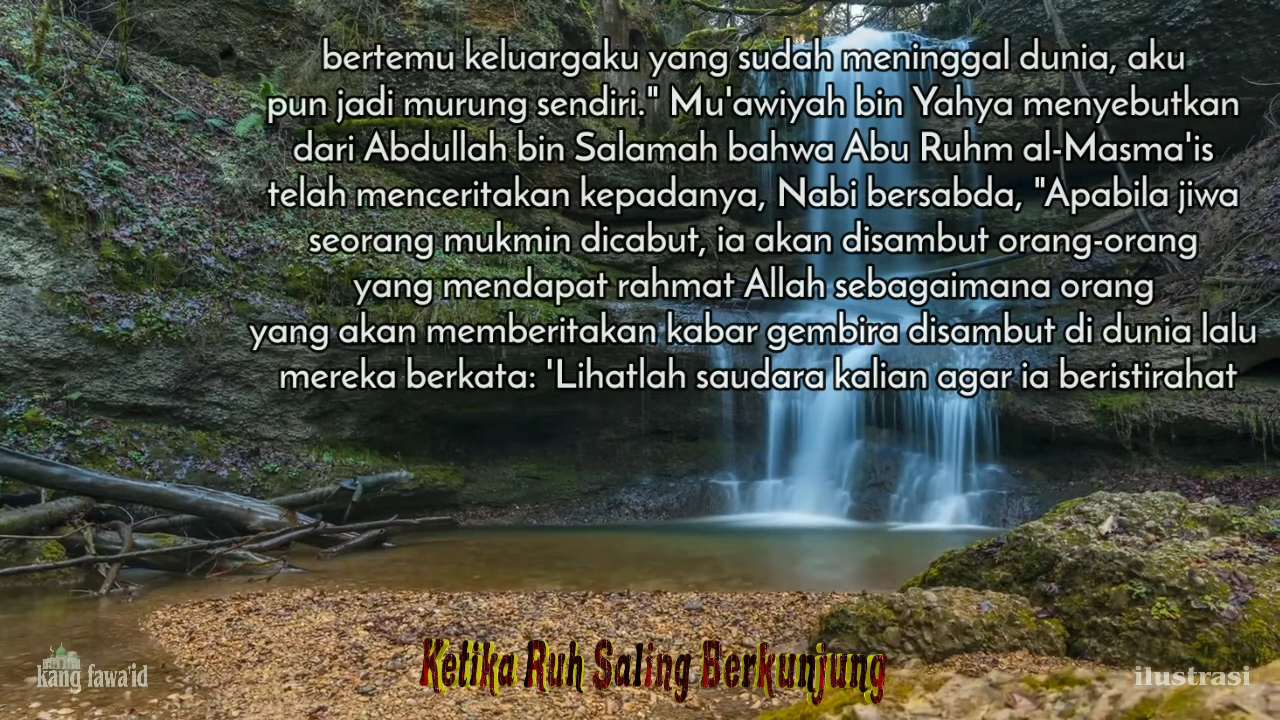 bertemu keluargaku yang sudah meninggal dunia, aku
pun jadi murung sendiri." Mu'awiyah bin Yahya menyebutkan
dari Abdullah bin Salamah bahwa Abu Ruhm al-Masma'is
telah menceritakan kepadanya, Nabi bersabda, "Apabila jiwa
seorang mukmin dicabut, ia akan disambut orang-orang
yang mendapat rahmat Allah sebagaimana orang
yang akan memberitakan kabar gembira disambut di dunia lalu
mereka berkata: 'Lihatlah saudara kalian agar ia beristirahat
Ketika Ruh Saling Berkunjung
kang fawa'id
ilustrasi